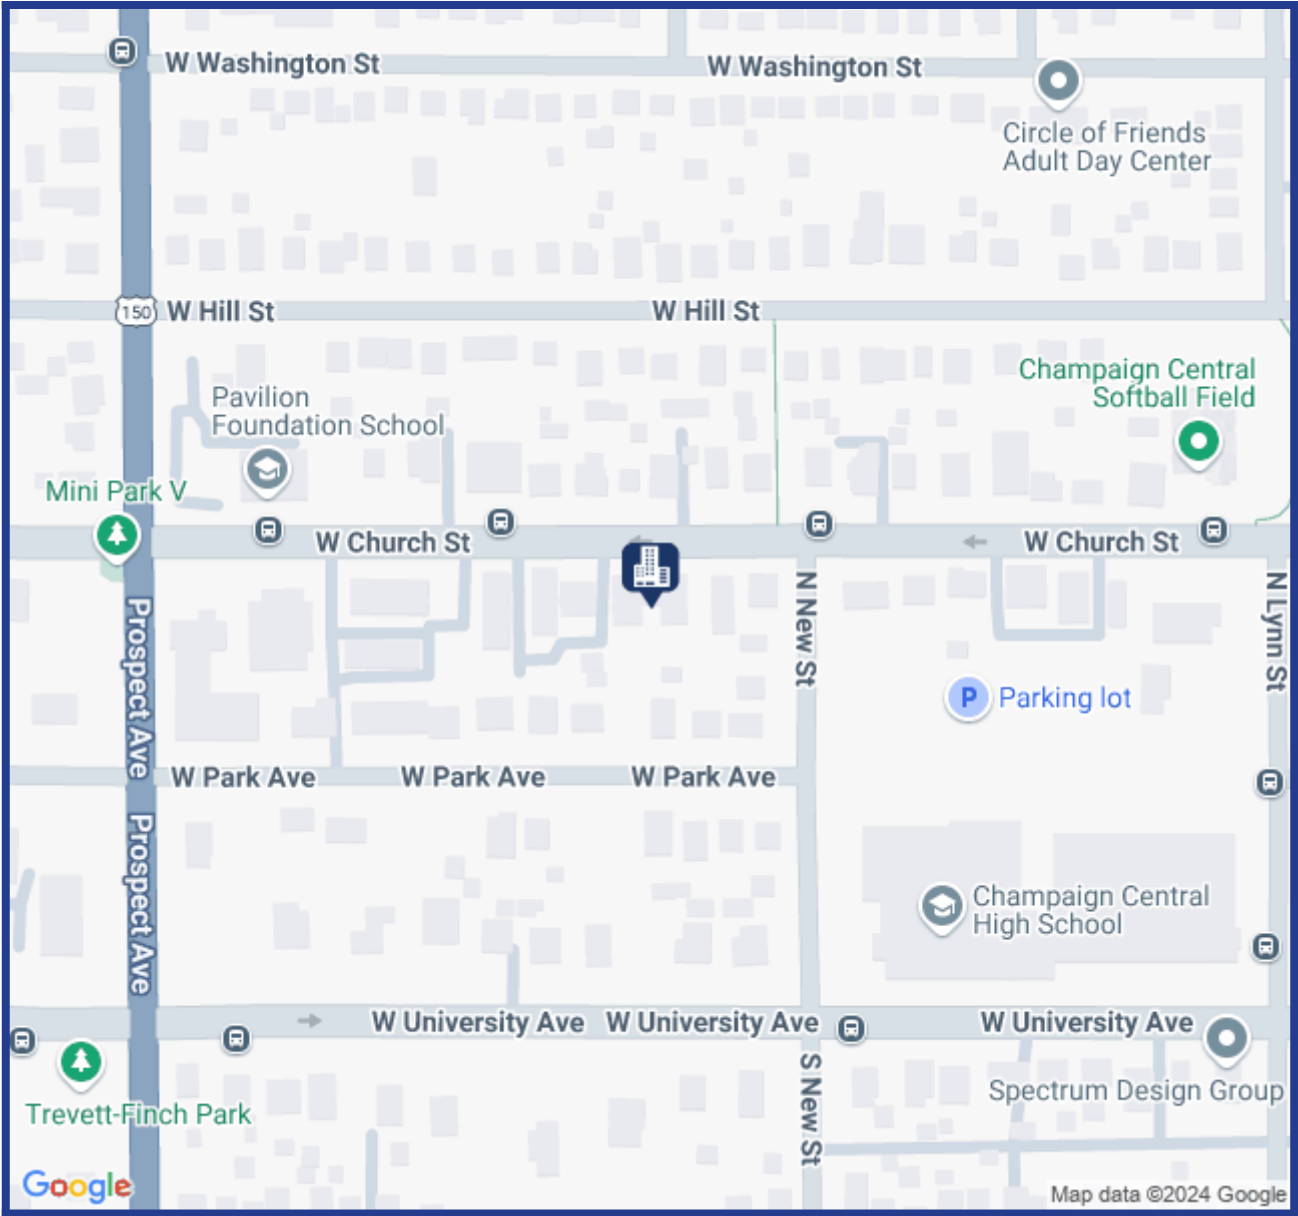 W Washington St
W Washington St
Circle of Friends
Adult Day Center
150
W Hill St
W Hill St
Champaign Central
Softball Field
Pavilion
Foundation School
Mini Park V
W Church St
W Church St
Prospect Ave
N New St
N Lynn St
P
Parking lot
W Park Ave
W Park Ave
W Park Ave
Prospect Ave
Champaign Central
High School
W University Ave
W University Ave
W University Ave
S New St
Spectrum Design Group
Trevett-Finch Park
Google
Map data ©2024 Google